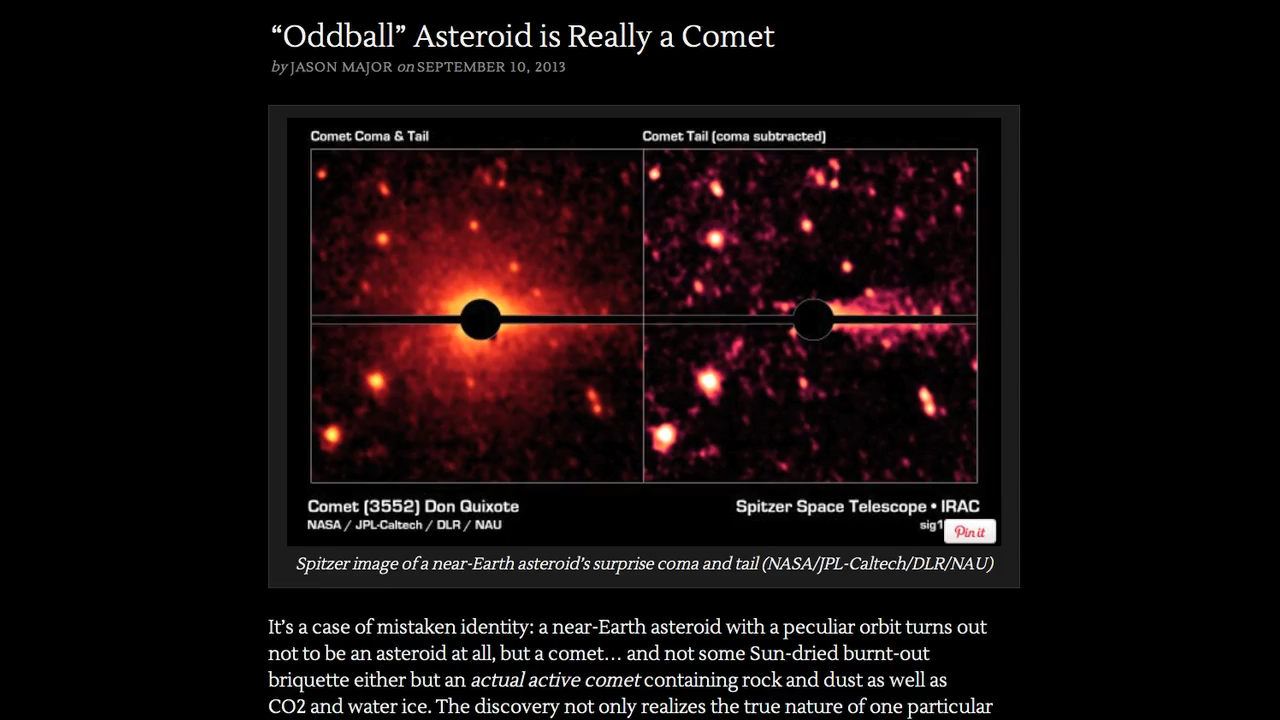 “Oddball” Asteroid is Really a Comet
by JASON MAJOR on SEPTEMBER 10, 2013
Comet Coma & Tail
Comet Tail (coma subtracted)
Comet (3552) Don Quixote
Spitzer Space Telescope • IRAC
NASA / JPL-Caltech / DLR / NAU
sig1
Pin it
Spitzer image of a near-Earth asteroid’s surprise coma and tail (NASA/JPL-Caltech/DLR/NAU)
It’s a case of mistaken identity: a near-Earth asteroid with a peculiar orbit turns out
not to be an asteroid at all, but a comet… and not some Sun-dried burnt-out
briquette either but an actual active comet containing rock and dust as well as
CO2 and water ice. The discovery not only realizes the true nature of one particular